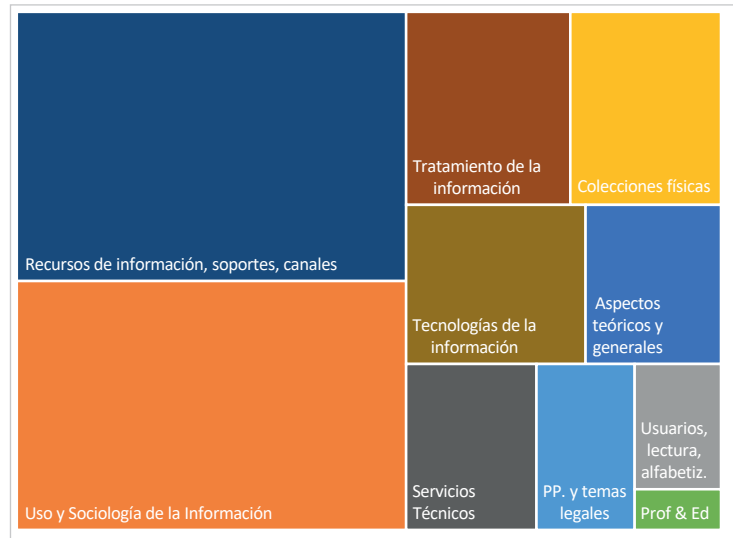 Recursos de información, soportes, canales
Uso y Sociología de la Información
Tratamiento de la
información
Colecciones físicas
Tecnologías de la
información
Aspectos
teóricos y
generales
Servicios
Técnicos
PP. y temas
legales
Usuarios,
lectura,
alfabetiz.
Prof & Ed